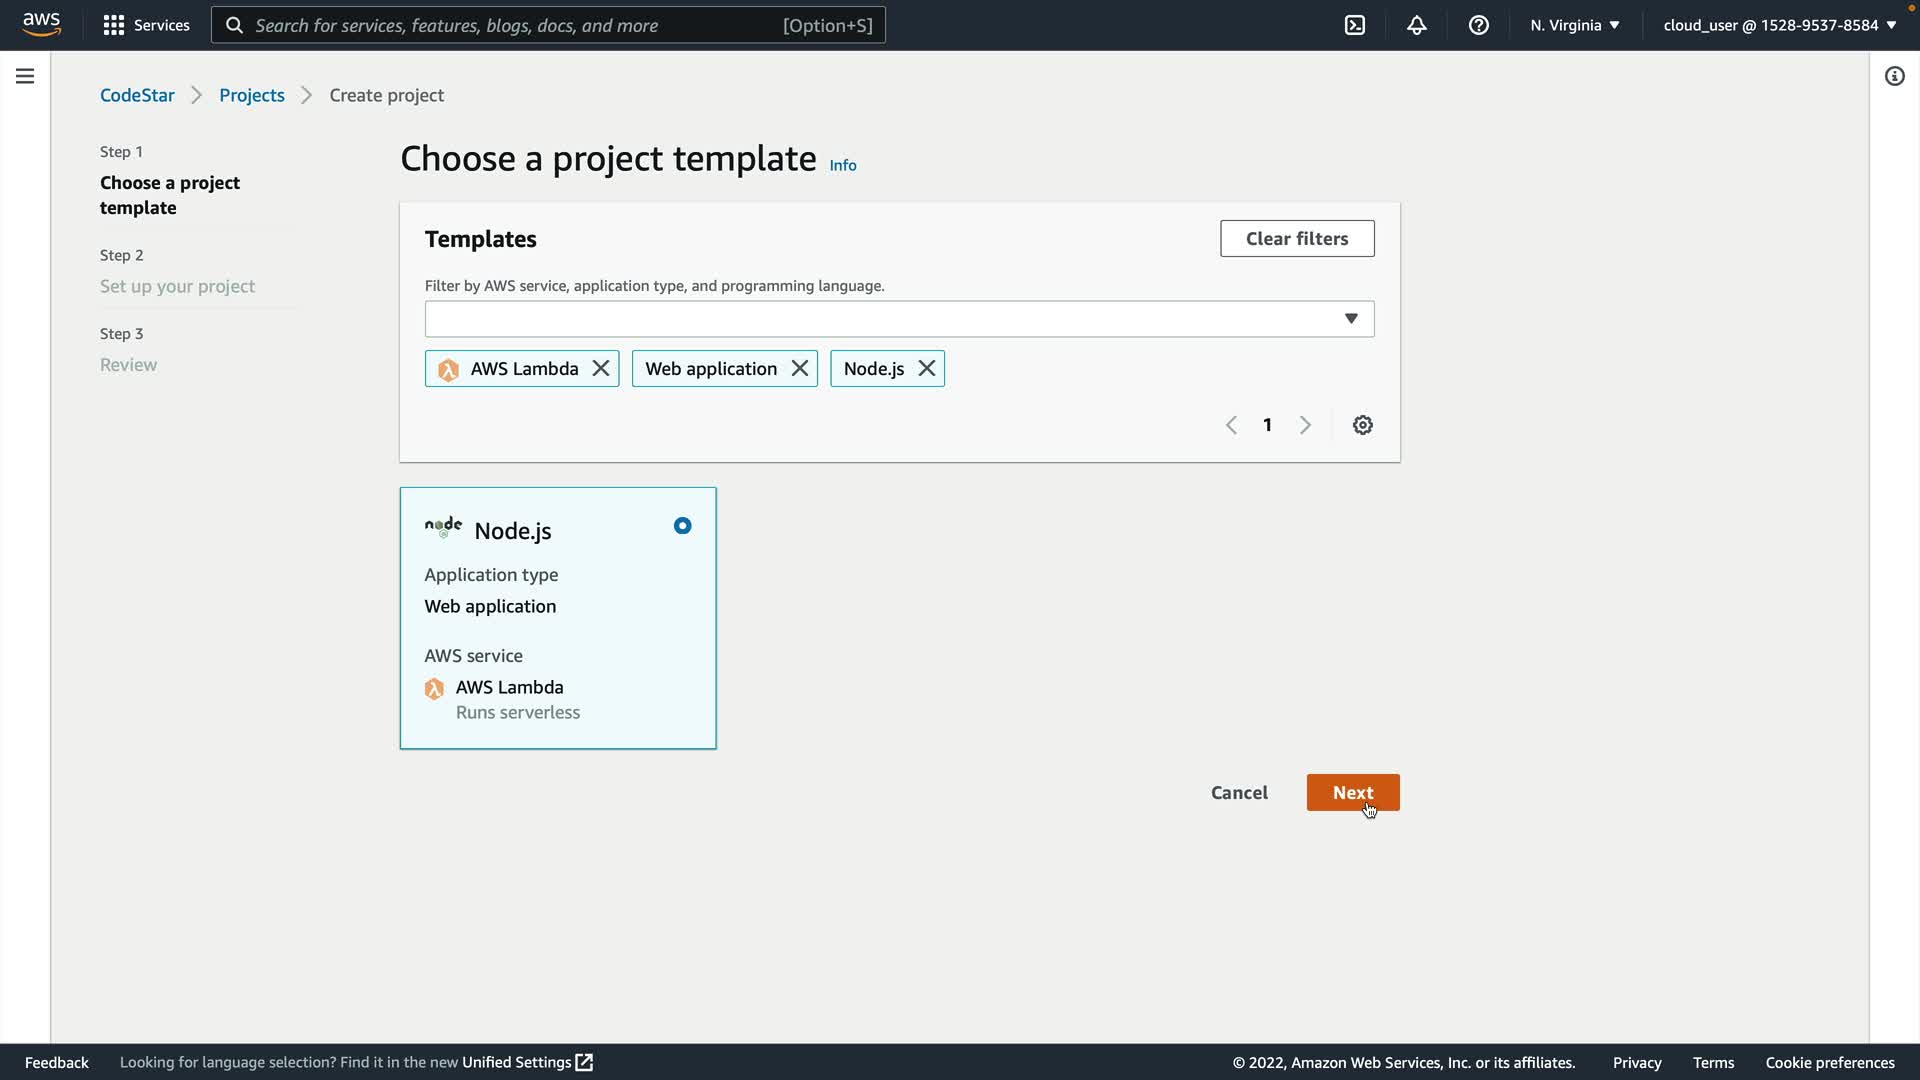 aws
Services
Search for services, features, blogs, docs, and more
[Option+S]
N. Virginia
cloud_user @ 1528-9537-8584
CodeStar
Projects
Create project
Step 1
Choose a project
template
Step 2
Set up your project
Step 3
Review
Choose a project template
Info
Templates
Clear filters
Filter by AWS service, application type, and programming language.
AWS Lambda
Web application
Node.js
1
node
Node.js
Application type
Web application
AWS service
AWS Lambda
Runs serverless
Cancel
Next
Feedback
Looking for language selection? Find it in the new Unified Settings
© 2022, Amazon Web Services, Inc. or its affiliates.
Privacy
Terms
Cookie preferences